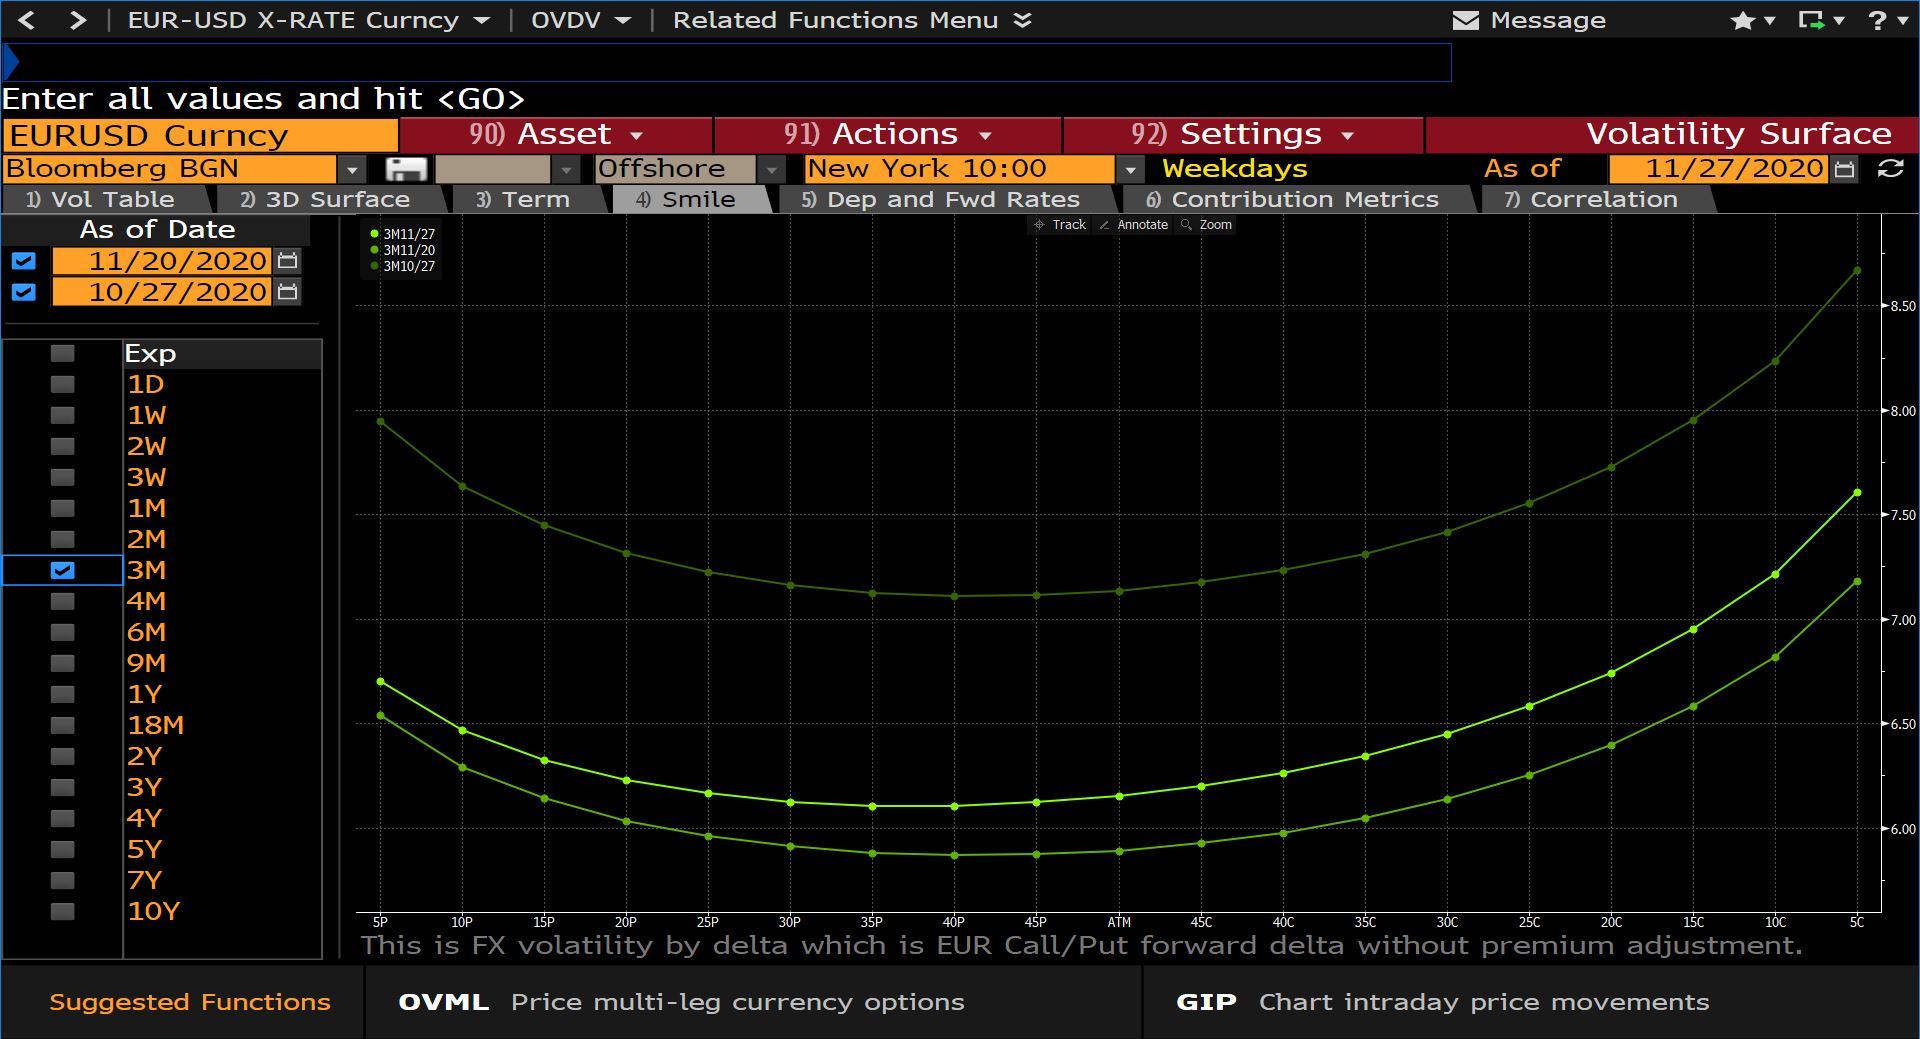 EUR-USD X-RATE Curncy OVDV Related Functions Menu Message ?
Enter all values and hit <GO>
EURUSD Curncy 90) Asset 91) Actions 92) Settings Volatility Surface
Bloomberg BGN Offshore New York 10:00 Weekdays As of 11/27/2020
1) Vol Table 2) 3D Surface 3) Term 4) Smile 5) Dep and Fwd Rates 6) Contribution Metrics 7) Correlation
As of Date
11/20/2020
10/27/2020
Exp
1D
1W
2W
3W
1M
2M
3M
4M
6M
9M
1Y
18M
2Y
3Y
4Y
5Y
7Y
10Y
Track Annotate Zoom
3M11/27
3M11/20
3M10/27
8.50
8.00
7.50
7.00
6.50
6.00
5P 10P 15P 20P 25P 30P 35P 40P 45P ATM 45C 40C 35C 30C 25C 20C 15C 10C 5C
This is FX volatility by delta which is EUR Call/Put forward delta without premium adjustment.
Suggested Functions OVML Price multi-leg currency options GIP Chart intraday price movements